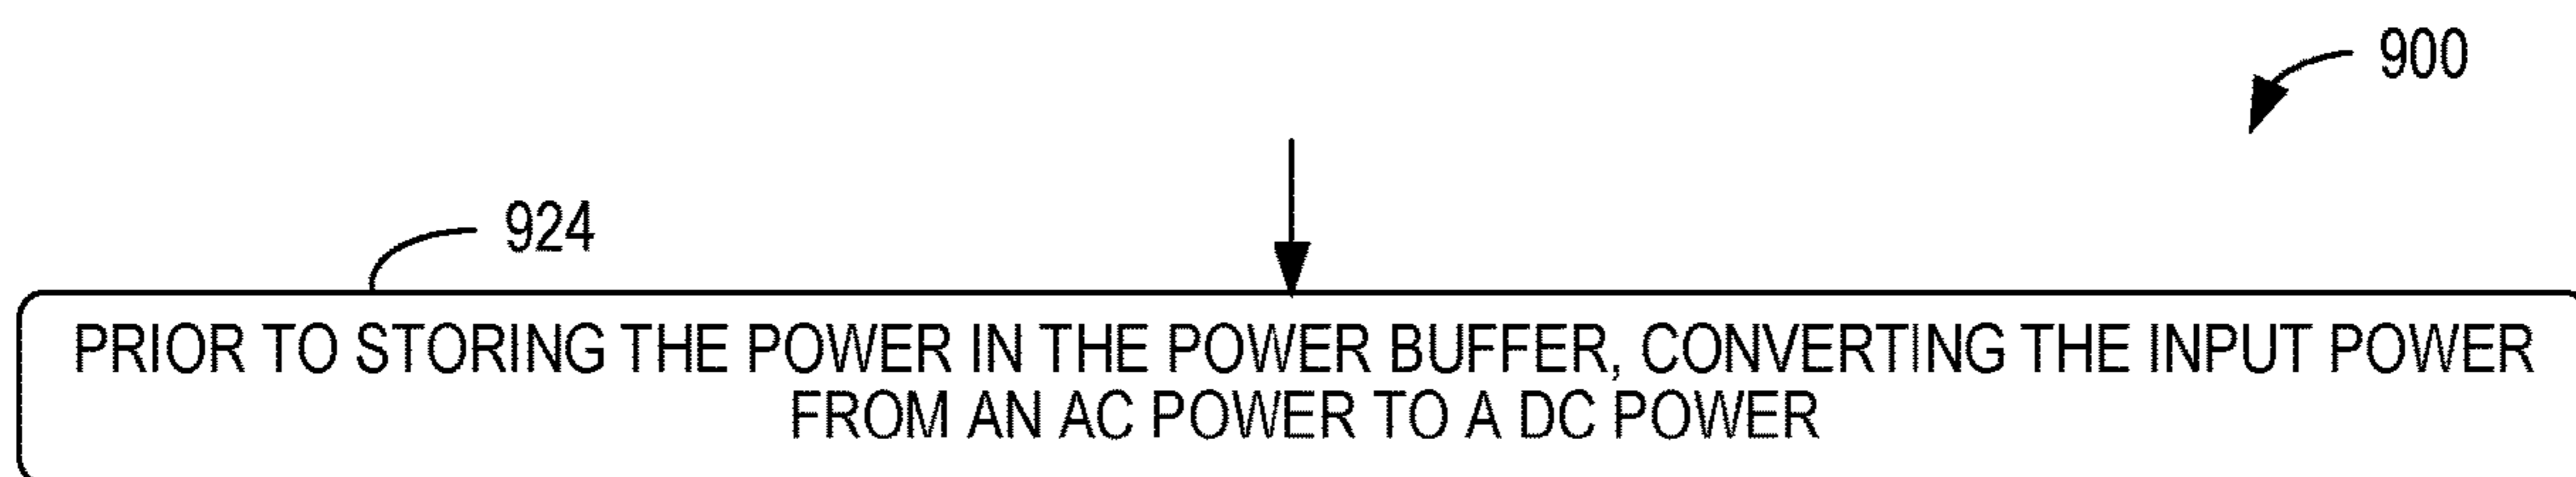 900
924
PRIOR TO STORING THE POWER IN THE POWER BUFFER, CONVERTING THE INPUT POWER
FROM AN AC POWER TO A DC POWER